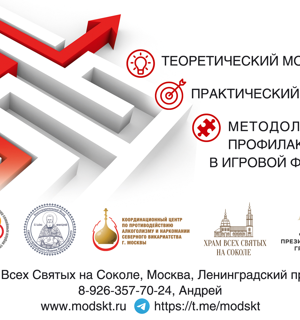 ТЕОРЕТИЧЕСКИЙ МО
ПРАКТИЧЕСКИЙ
МЕТОДОЛ
ПРОФИЛАК
В ИГРОВОЙ Ф
КООРДИНАЦИОННЫЙ ЦЕНТР
ПО ПРОТИВОДЕЙСТВИЮ
АЛКОГОЛИЗМУ И НАРКОМАНИИ
СЕВЕРНОГО ВИКАРИАТСТВА
Г. МОСКВЫ
ХРАМ ВСЕХ СВЯТЫХ
НА СОКОЛЕ
ПРЕЗИ
ГР
Всех Святых на Соколе, Москва, Ленинградский пр
8-926-357-70-24, Андрей
www.modskt.ru https://t.me/modskt